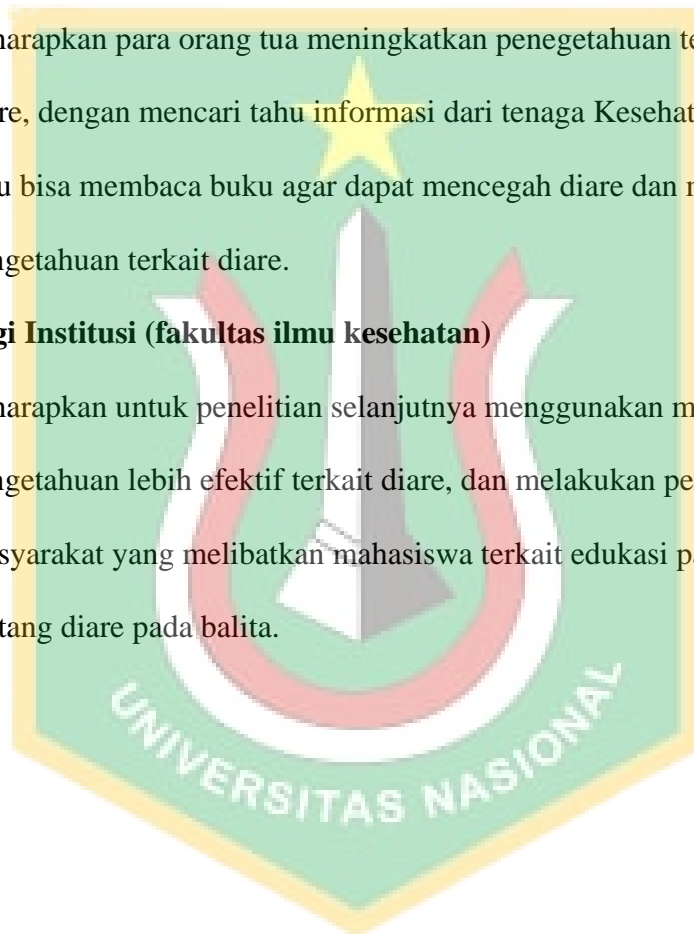 harapkan para orang tua meningkatkan penegetahuan te
re, dengan mencari tahu informasi dari tenaga Kesehat
u bisa membaca buku agar dapat mencegah diare dan
ngetahuan terkait diare.
gi Institusi (fakultas ilmu kesehatan)
harapkan untuk penelitian selanjutnya menggunakan m
ngetahuan lebih efektif terkait diare, dan melakukan pe
syarakat yang melibatkan mahasiswa terkait edukasi pa
tang diare pada balita.
UNIVERSITAS NASIONAL